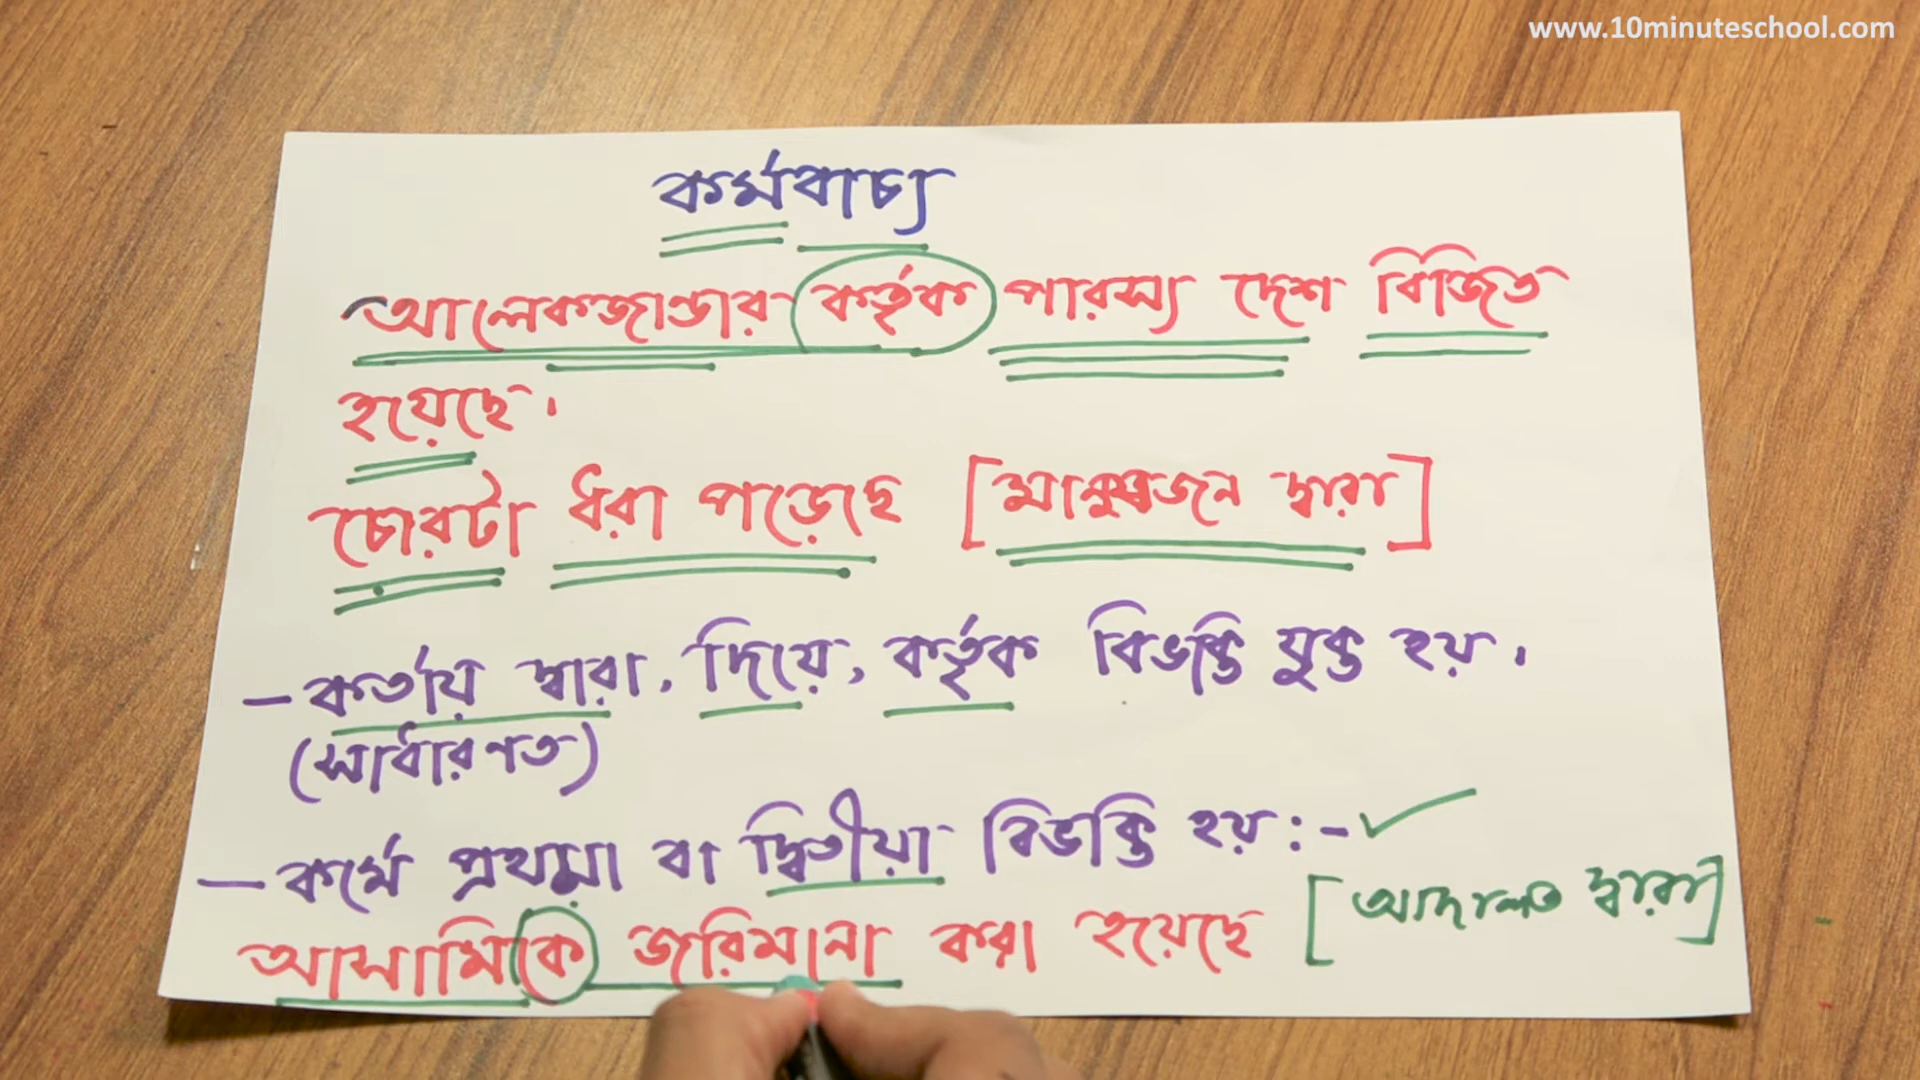 www.10minuteschool.com
কর্মবাচ্য
আলেকজান্ডার কর্তৃক পারস্য দেশ বিজিত
হয়েছে।
চোরটা ধরা পড়েছে [মানুষজন দ্বারা]
– কর্তায় দ্বারা, দিয়ে, কর্তৃক বিভক্তি যুক্ত হয়।
(সাধারণত)
– কর্মে প্রথমা বা দ্বিতীয়া বিভক্তি হয় :-
[আদালত দ্বারা]
আসামিকে জরিমানা করা হয়েছে